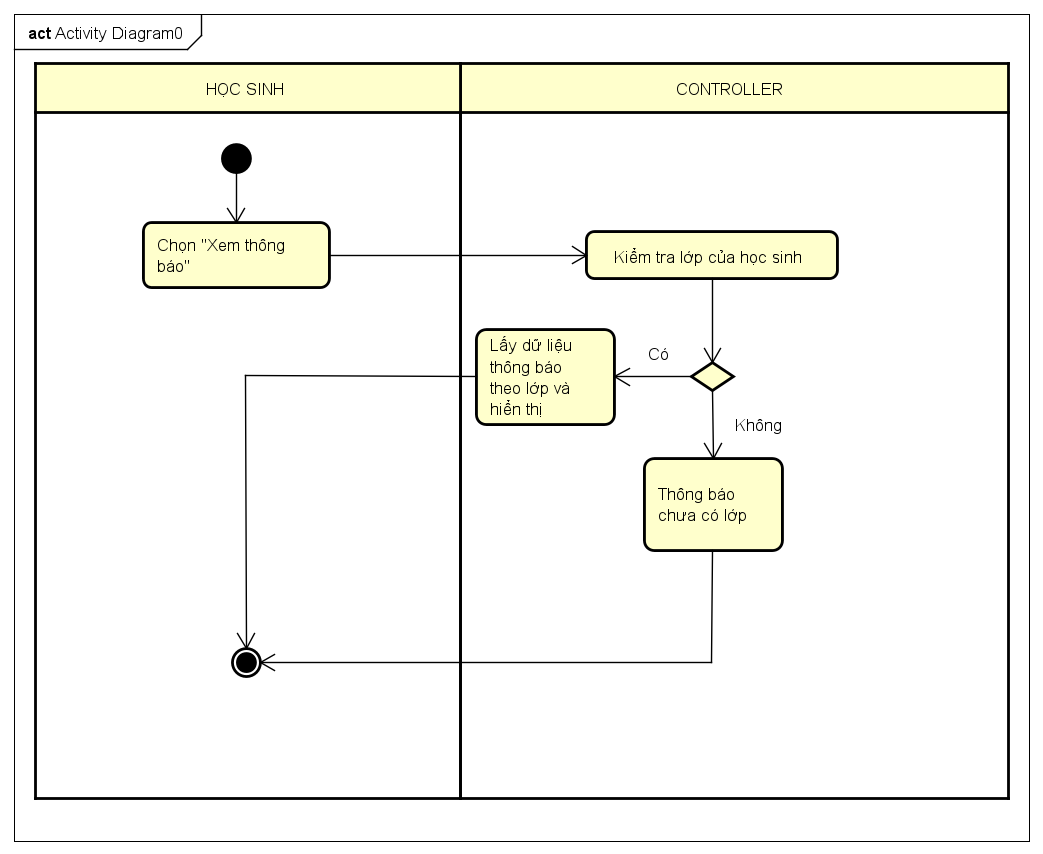 act Activity Diagram0
HỌC SINH
CONTROLLER
Chọn "Xem thông
báo"
Kiểm tra lớp của học sinh
Lấy dữ liệu
thông báo
theo lớp và
hiển thị
Có
Không
Thông báo
chưa có lớp